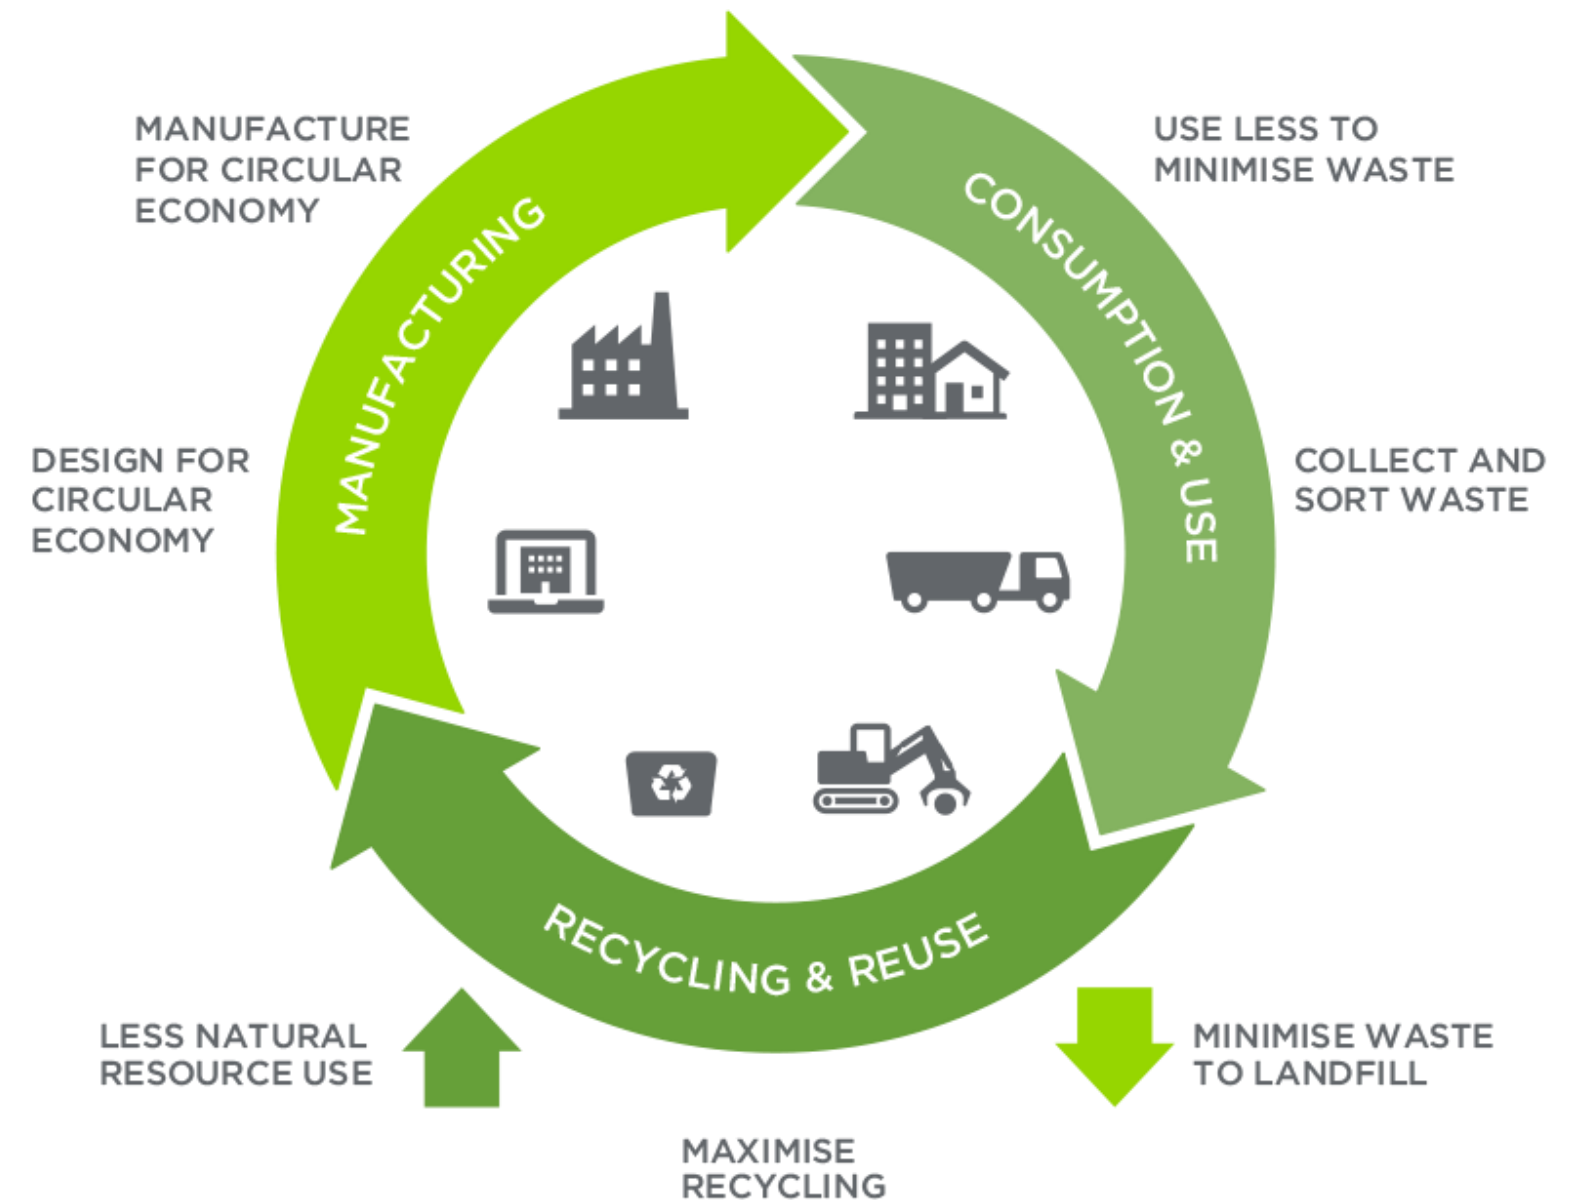 MANUFACTURE
FOR CIRCULAR
ECONOMY
USE LESS TO
MINIMISE WASTE
MANUFACTURING
CONSUMPTION & USE
DESIGN FOR
CIRCULAR
ECONOMY
COLLECT AND
SORT WASTE
RECYCLING & REUSE
LESS NATURAL
RESOURCE USE
MINIMISE WASTE
TO LANDFILL
MAXIMISE
RECYCLING